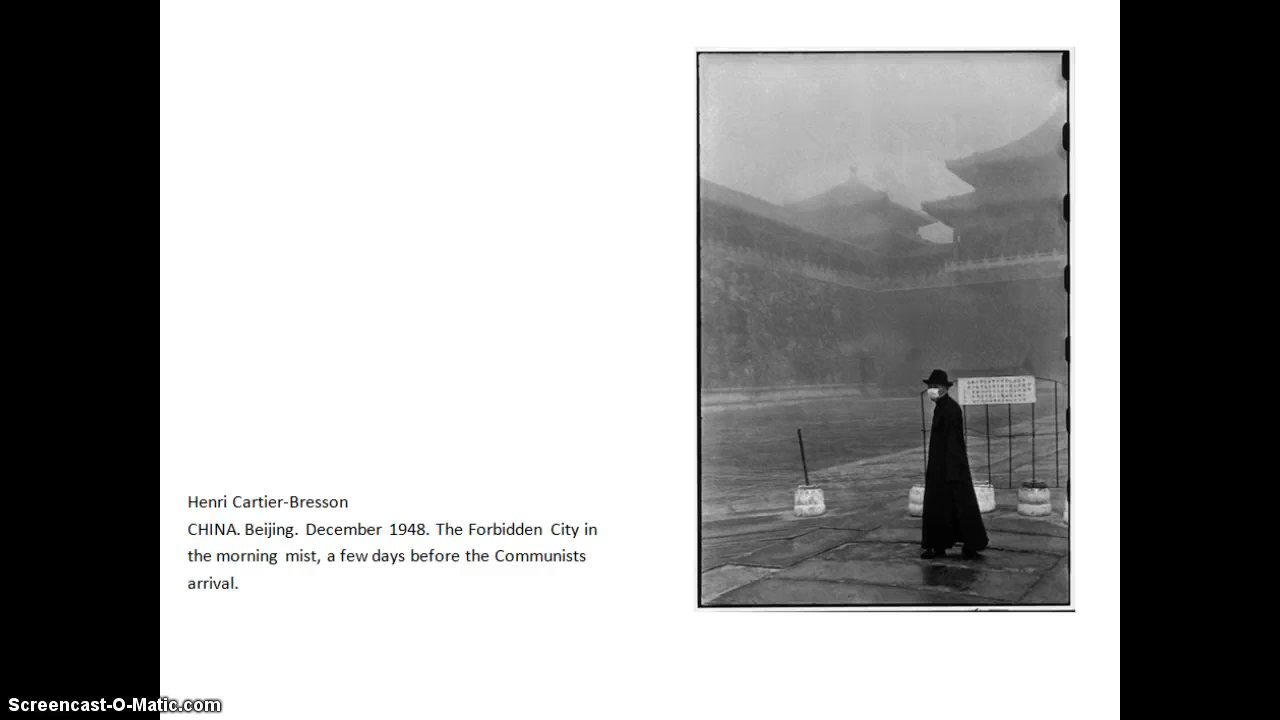 Henri Cartier-Bresson
CHINA. Beijing. December 1948. The Forbidden City in
the morning mist, a few days before the Communists
arrival.
Screencast-O-Matic.com